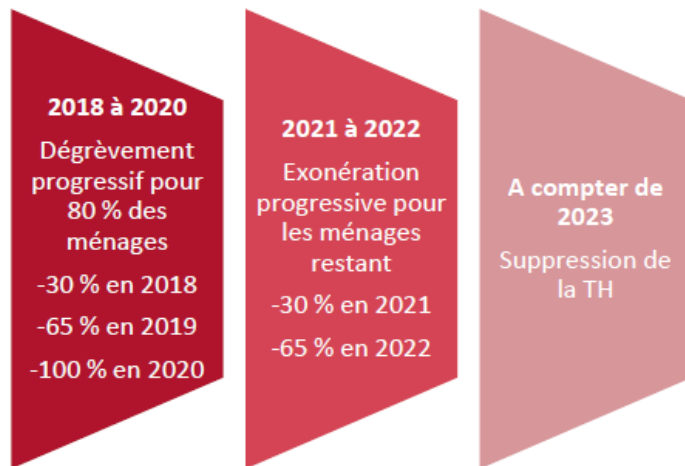 2018 à 2020
Dégrèvement
progressif pour
80 % des
ménages
-30 % en 2018
-65 % en 2019
-100 % en 2020
2021 à 2022
Exonération
progressive pour
les ménages
restant
-30 % en 2021
-65 % en 2022
A compter de
2023
Suppression de
la TH